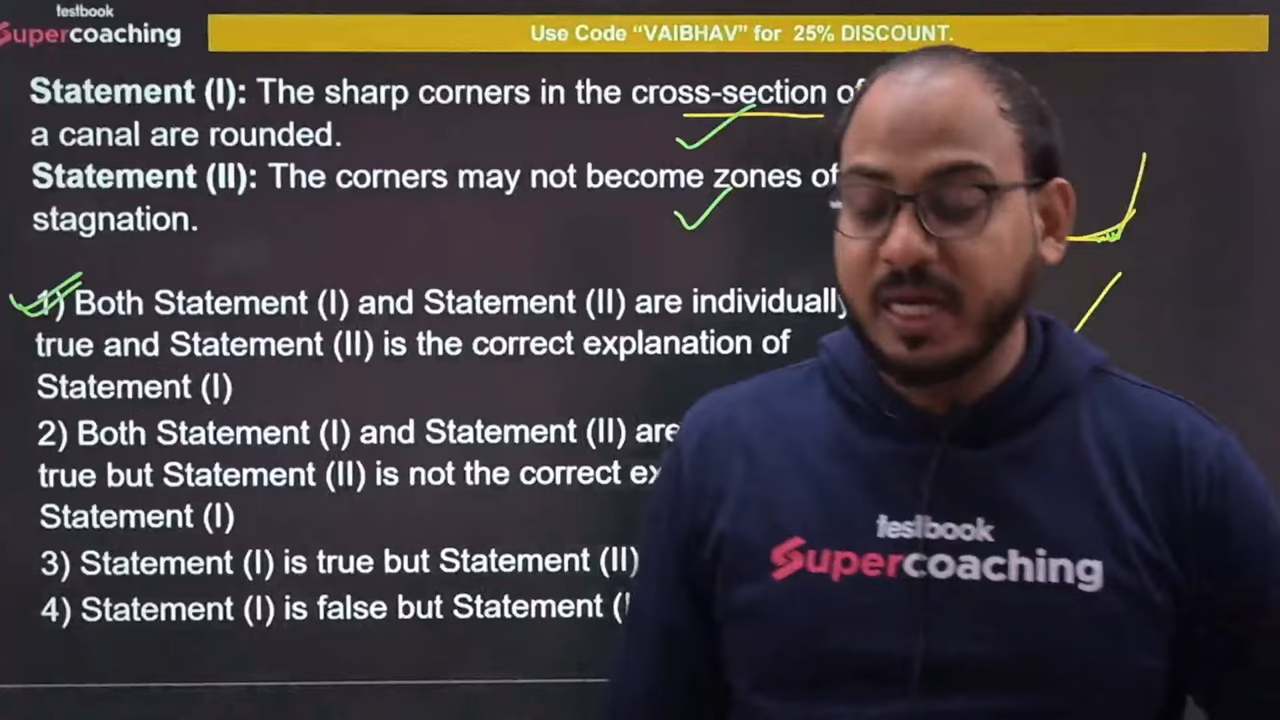 testbook
Supercoaching
Use Code “VAIBHAV” for 25% DISCOUNT.
Statement (I): The sharp corners in the cross-section of
a canal are rounded.
Statement (II): The corners may not become zones of
stagnation.
1) Both Statement (I) and Statement (II) are individually
true and Statement (II) is the correct explanation of
Statement (I)
2) Both Statement (I) and Statement (II) are
true but Statement (II) is not the correct
Statement (I)
3) Statement (I) is true but Statement (II)
4) Statement (I) is false but Statement
testbook
Supercoaching